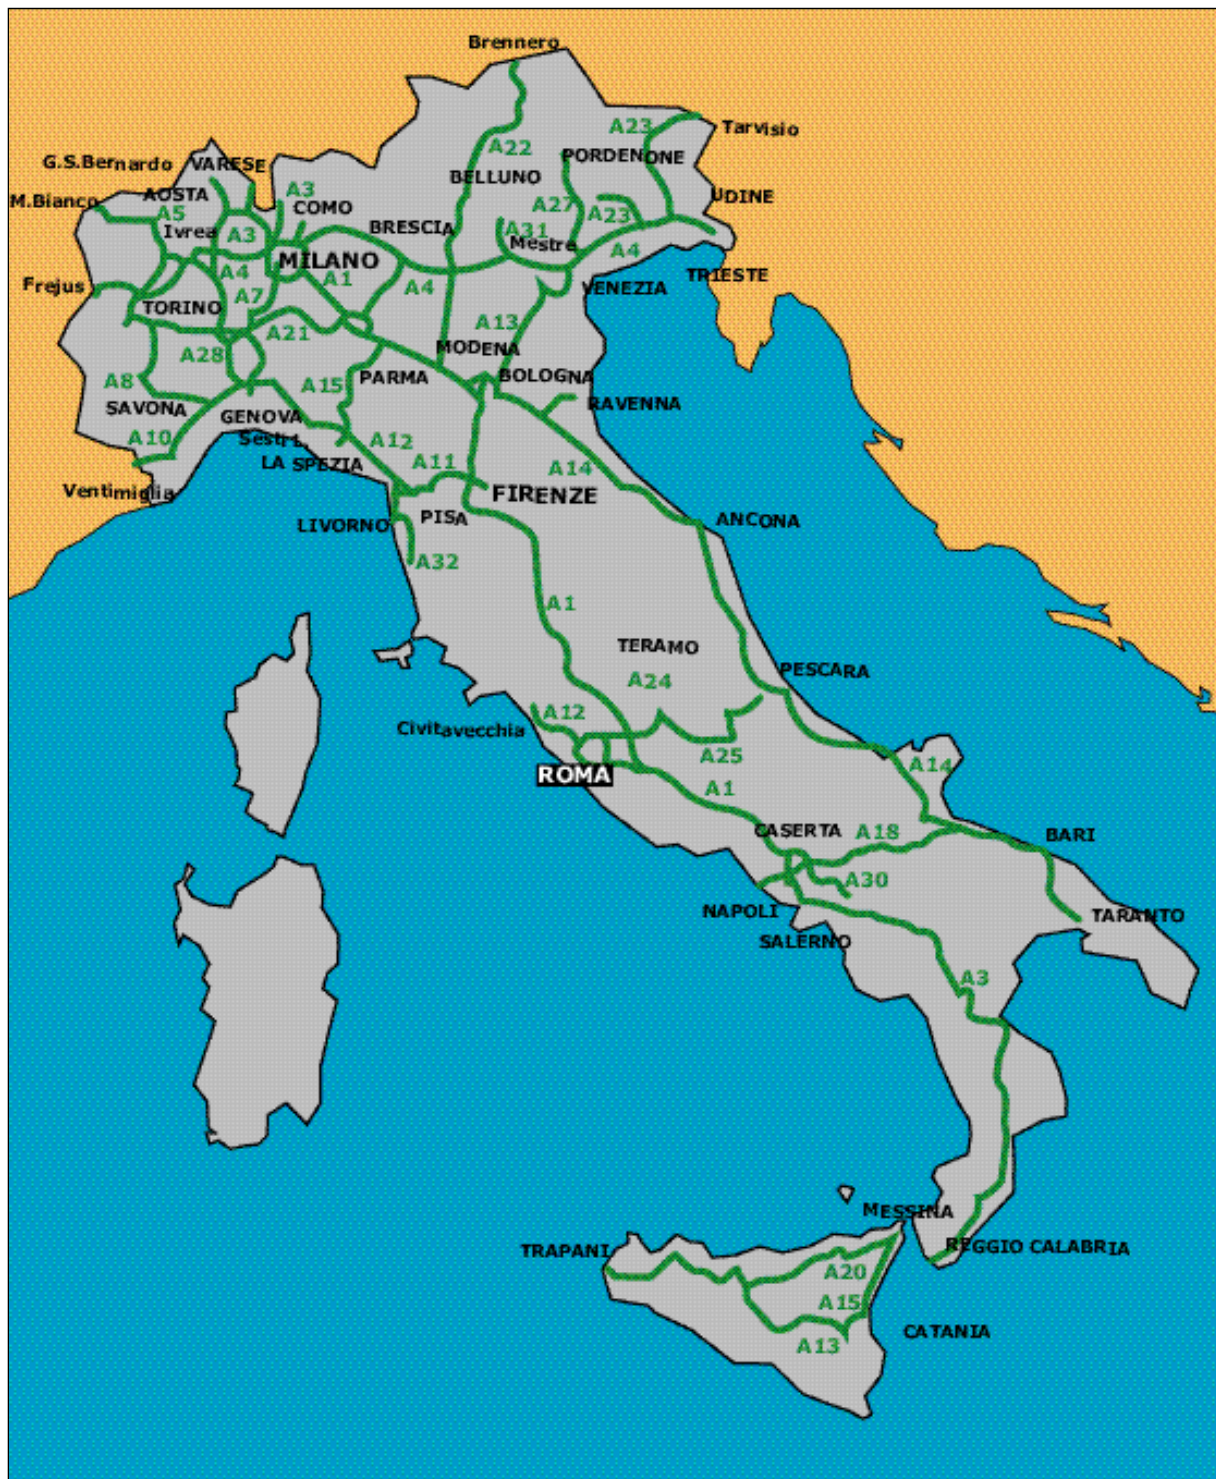 Brennero
A23
Tarvisio
A22
PORDENONE
G.S.Bernardo
VARESE
BELLUNO
M.Bianco
AOSTA
A3
UDINE
A5
COMO
A27
A23
Ivrea
A3
BRESCIA
A31
Mestre
A4
MILANO
A4
A1
A4
TRIESTE
Frejus
A7
VENEZIA
TORINO
A13
A21
MODENA
A28
A8
A15
PARMA
BOLOGNA
SAVONA
GENOVA
RAVENNA
A10
Sesti L.
A12
LA SPEZIA
A11
A14
Ventimiglia
FIRENZE
LIVORNO
PISA
ANCONA
A32
A1
TERAMO
PESCARA
A24
A12
Civitavecchia
A25
A14
ROMA
A1
CASERTA
A18
BARI
A30
NAPOLI
TARANTO
SALERNO
A3
MESSINA
TRAPANI
REGGIO CALABRIA
A20
A15
CATANIA
A13